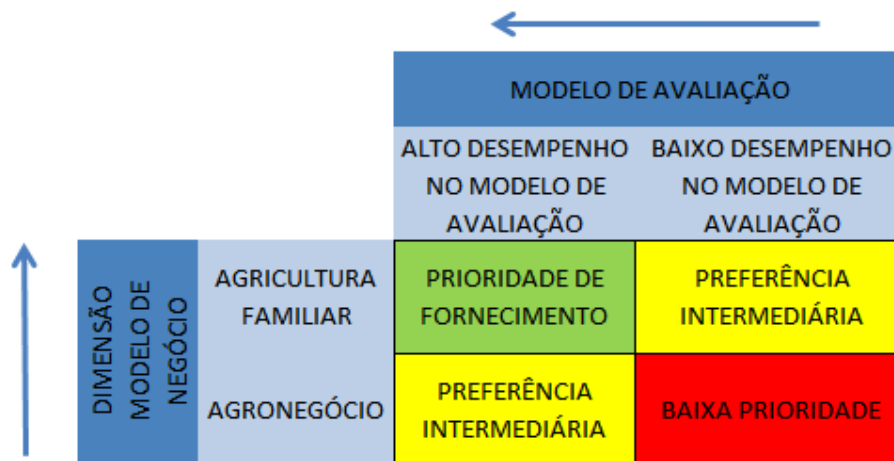 MODELO DE AVALIAÇÃO
ALTO DESEMPENHO
NO MODELO DE
AVALIAÇÃO
BAIXO DESEMPENHO
NO MODELO DE
AVALIAÇÃO
DIMENSÃO
MODELO DE
NEGÓCIO
AGRICULTURA
FAMILIAR
PRIORIDADE DE
FORNECIMENTO
PREFERÊNCIA
INTERMEDIÁRIA
AGRONEGÓCIO
PREFERÊNCIA
INTERMEDIÁRIA
BAIXA PRIORIDADE